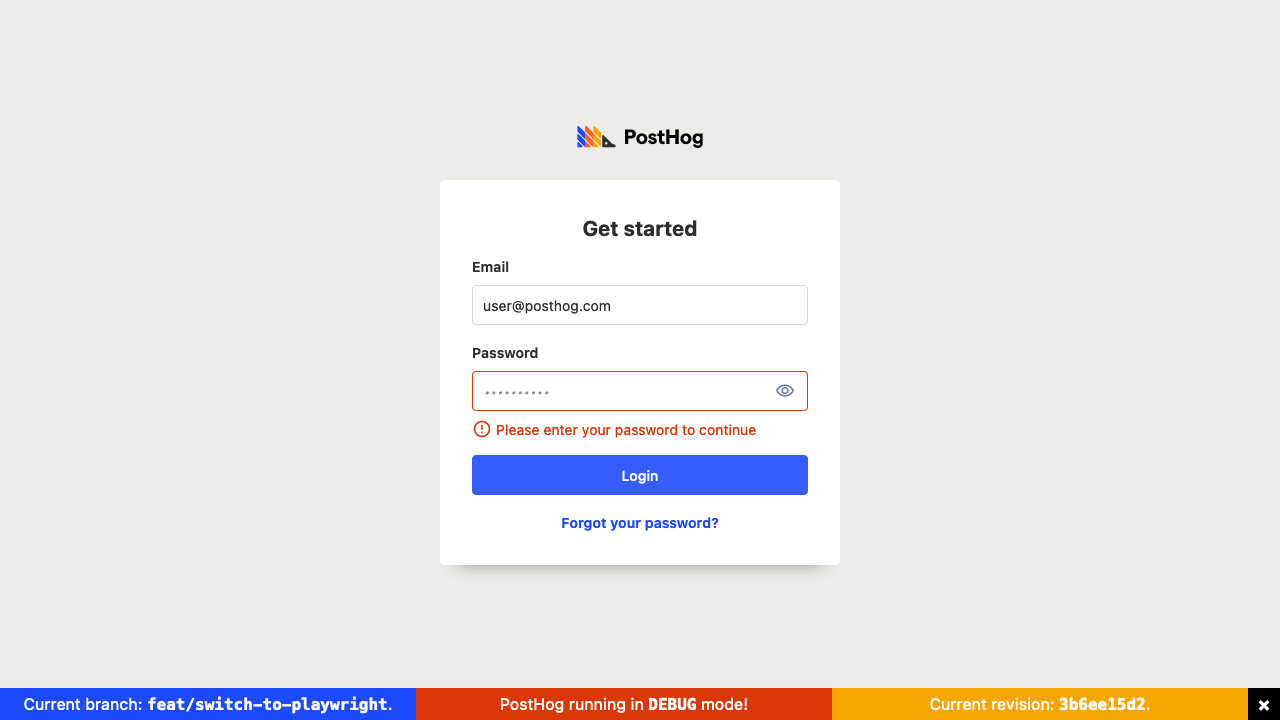 PostHog
Get started
Email
user@posthog.com
Password
Please enter your password to continue
Login
Forgot your password?
Current branch: feat/switch-to-playwright.
PostHog running in DEBUG mode!
Current revision: 3b6ee15d2.